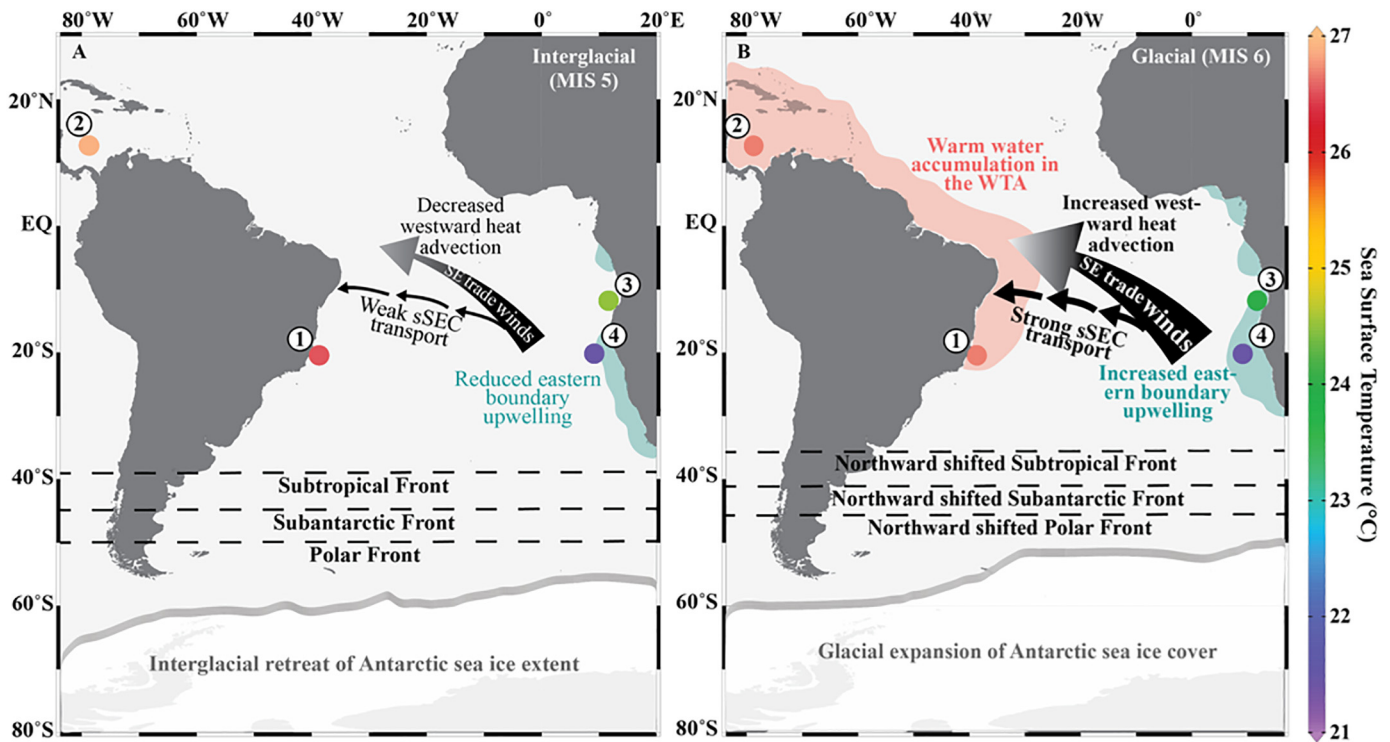 80°W 60°W 40°W 20°W 0° 20°E
A
Interglacial
(MIS 5)
20°N
EQ
20°S
40°S
60°S
80°S
2
Decreased
westward heat
advection
SE trade winds
Weak sSEC
transport
3
1
4
Reduced eastern
boundary
upwelling
Subtropical Front
Subantarctic Front
Polar Front
Interglacial retreat of Antarctic sea ice extent
80°W 60°W 40°W 20°W 0°
B
Glacial (MIS 6)
20°N
EQ
20°S
40°S
60°S
80°S
2
Warm water
accumulation in
the WTA
Increased west-
ward heat
advection
SE trade winds
Strong sSEC
transport
3
1
4
Increased east-
ern boundary
upwelling
Northward shifted Subtropical Front
Northward shifted Subantarctic Front
Northward shifted Polar Front
Glacial expansion of Antarctic sea ice cover
27
26
25
24
23
22
21
Sea Surface Temperature (°C)